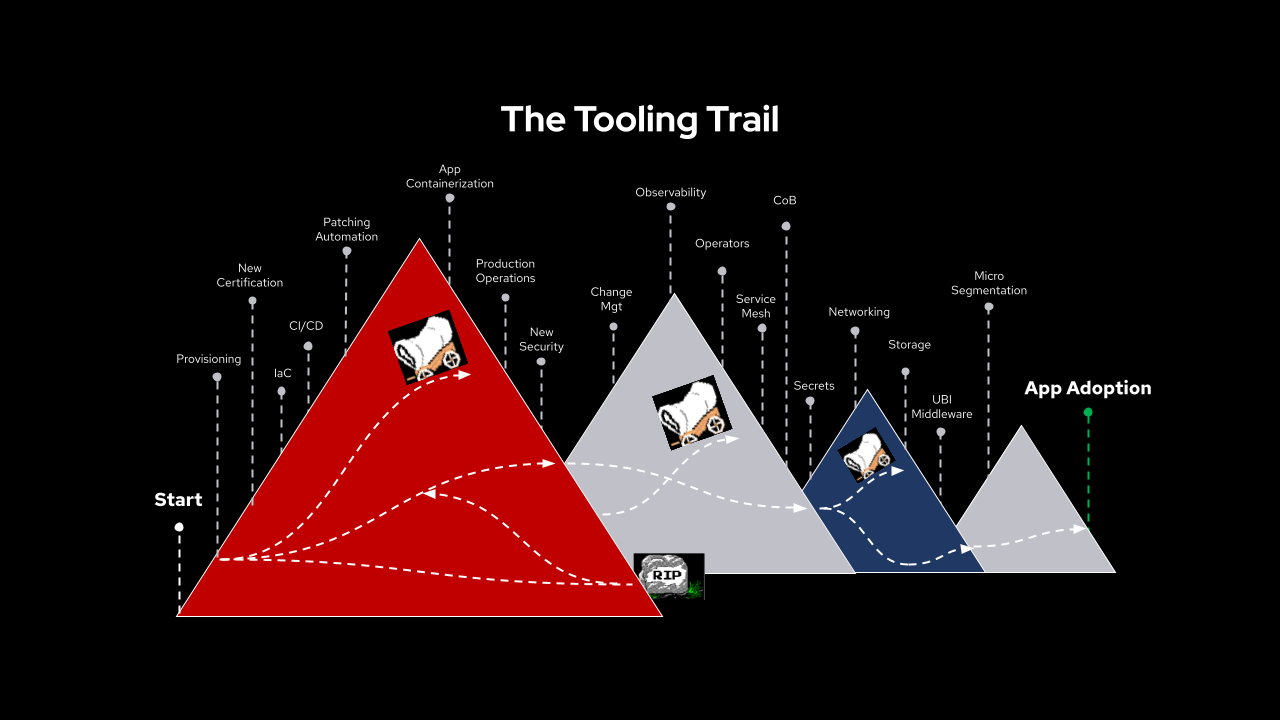 The Tooling Trail
Start
Provisioning
New
Certification
IaC
CI/CD
Patching
Automation
App
Containerization
Production
Operations
New
Security
Change
Mgt
Observability
Operators
Service
Mesh
CoB
Secrets
Networking
Storage
UBI
Middleware
Micro
Segmentation
App Adoption
RIP